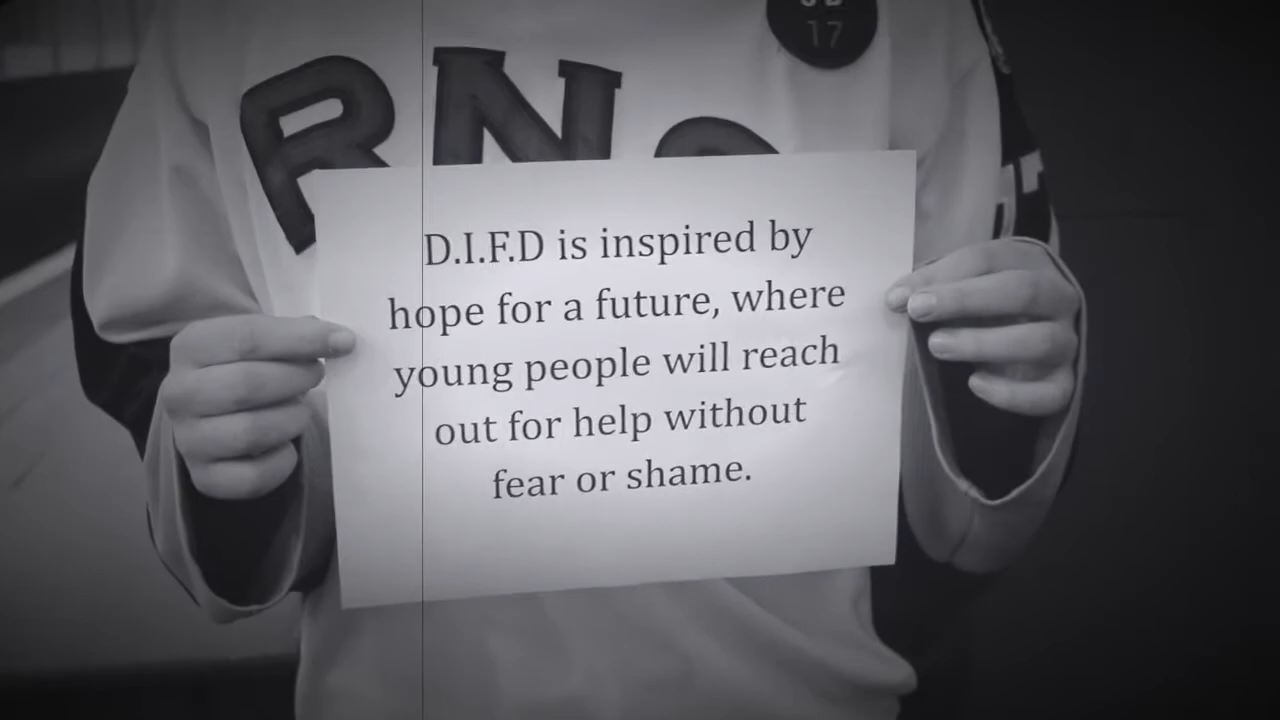 17
RN
D.I.F.D is inspired by
hope for a future, where
young people will reach
out for help without
fear or shame.